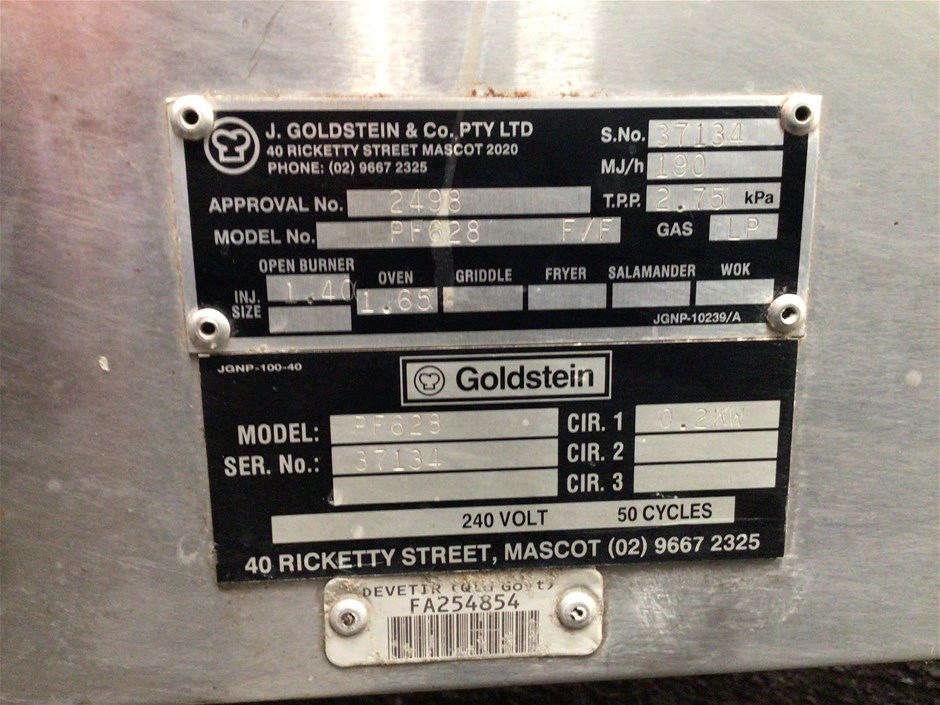 J. GOLDSTEIN & Co. PTY LTD
40 RICKETTY STREET MASCOT 2020
PHONE: (02) 9667 2325
S.No. 37134
MJ/h 190
APPROVAL No. 2498
T.P.P. 2.75 kPa
MODEL No. PF628 F/F
GAS LP
OPEN BURNER OVEN GRIDDLE FRYER SALAMANDER WOK
INJ. SIZE 1.40 1.65
JGNP-10239/A
JGNP-100-40
Goldstein
MODEL: PF628 CIR. 1 0.2KW
SER. No.: 37134 CIR. 2
CIR. 3
240 VOLT 50 CYCLES
40 RICKETTY STREET, MASCOT (02) 9667 2325
DEVETIR (Qld Govt)
FA254854